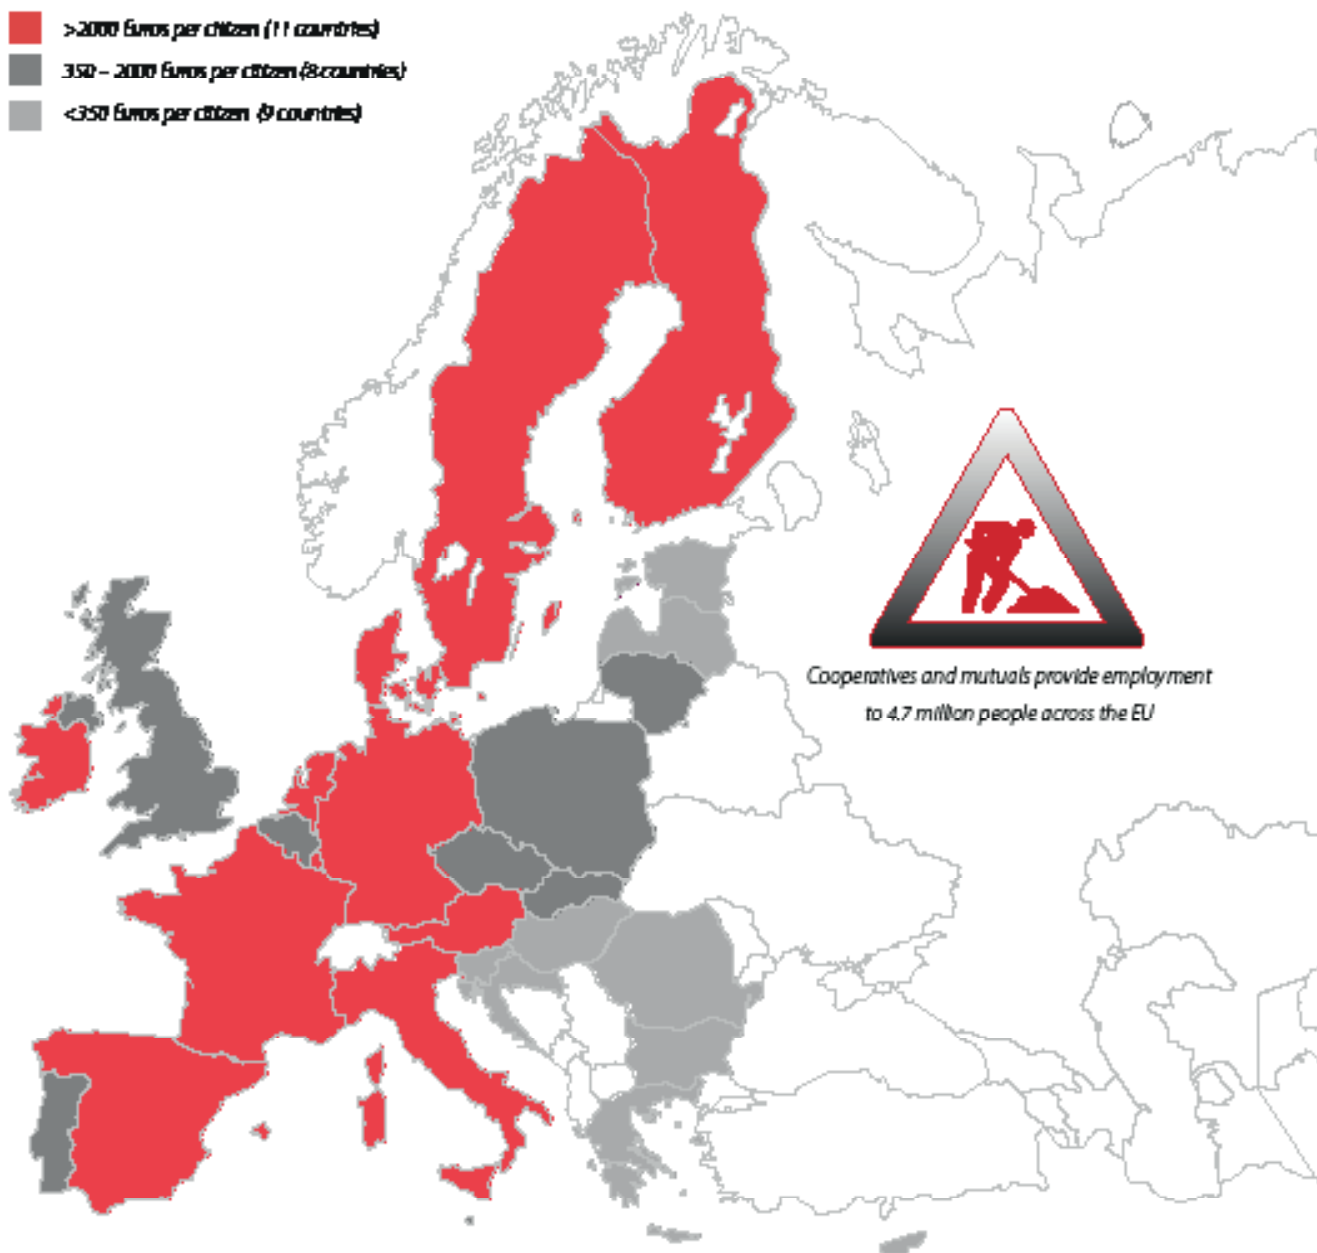 >2000 Euros per citizen (11 countries)
350 – 2000 Euros per citizen (8 countries)
<350 Euros per citizen (9 countries)
Cooperatives and mutuals provide employment
to 4.7 million people across the EU